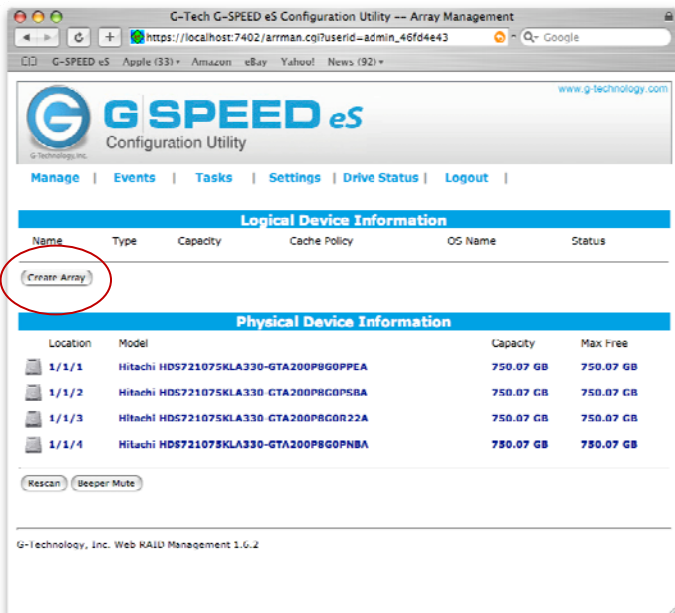 G-Tech G-SPEED eS Configuration Utility -- Array Management
https://localhost:7402/arrman.cgi?userid=admin_46fd4e43
Q- Google
G-SPEED eS Apple (33) Amazon eBay Yahoo! News (92)
www.g-technology.com
G SPEED eS
Configuration Utility
G-Technology, Inc.
Manage | Events | Tasks | Settings | Drive Status | Logout |
Logical Device Information
Name Type Capacity Cache Policy OS Name Status
Create Array
Physical Device Information
Location Model Capacity Max Free
1/1/1 Hitachi HDS721075KLA330-GTA200P8G0PPEA 750.07 GB 750.07 GB
1/1/2 Hitachi HDS721075KLA330-GTA200P8G0PSBA 750.07 GB 750.07 GB
1/1/3 Hitachi HDS721075KLA330-GTA200P8G0R22A 750.07 GB 750.07 GB
1/1/4 Hitachi HDS721075KLA330-GTA200P8G0PNBA 750.07 GB 750.07 GB
Rescan Beeper Mute
G-Technology, Inc. Web RAID Management 1.6.2